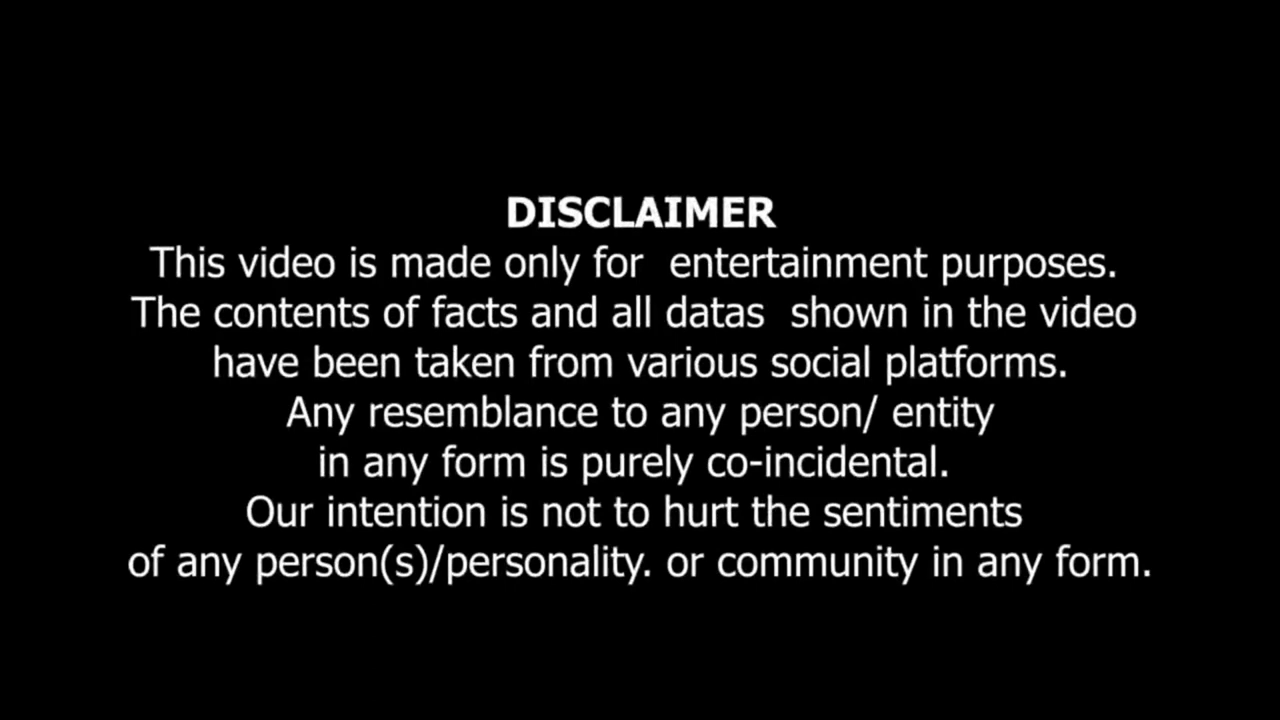 DISCLAIMER
This video is made only for  entertainment purposes.
The contents of facts and all datas  shown in the video
have been taken from various social platforms.
Any resemblance to any person/ entity
in any form is purely co-incidental.
Our intention is not to hurt the sentiments
of any person(s)/personality. or community in any form.